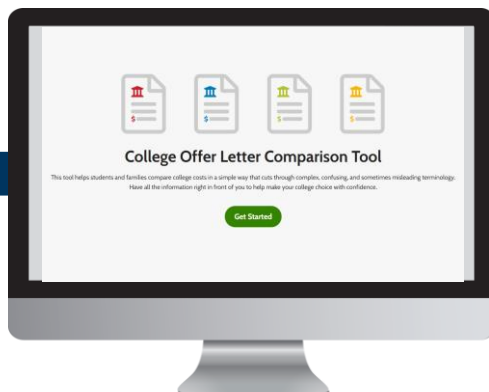 $ $ $ $
College Offer Letter Comparison Tool
This tool helps students and families compare college costs in a simple way that cuts through complex, confusing, and sometimes misleading terminology.
Have all the information right in front of you to help make your college choice with confidence.
Get Started